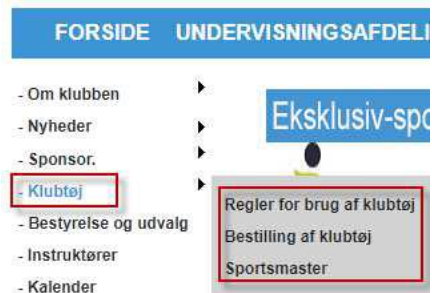 FORSIDE UNDERVISNINGSAFDELI
- Om klubben
- Nyheder
- Sponsor.
- Klubtøj
- Bestyrelse og udvalg
- Instruktører
- Kalender
Eksklusiv-spo
Regler for brug af klubtøj
Bestilling af klubtøj
Sportsmaster